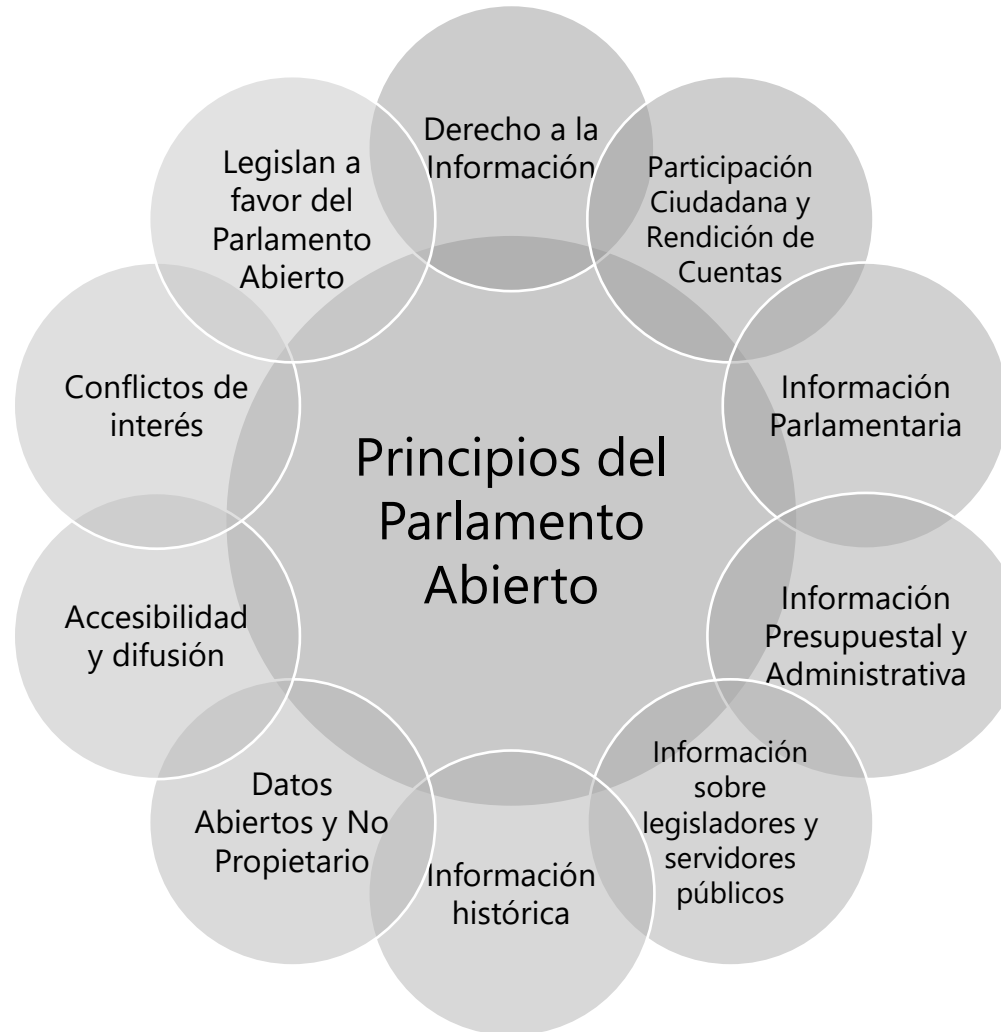 Derecho a la
Información
Participación
Ciudadana y
Rendición de
Cuentas
Información
Parlamentaria
Información
Presupuestal y
Administrativa
Información
sobre
legisladores y
servidores
públicos
Información
histórica
Datos
Abiertos y No
Propietario
Accesibilidad
y difusión
Conflictos de
interés
Legislan a
favor del
Parlamento
Abierto
Principios del
Parlamento
Abierto